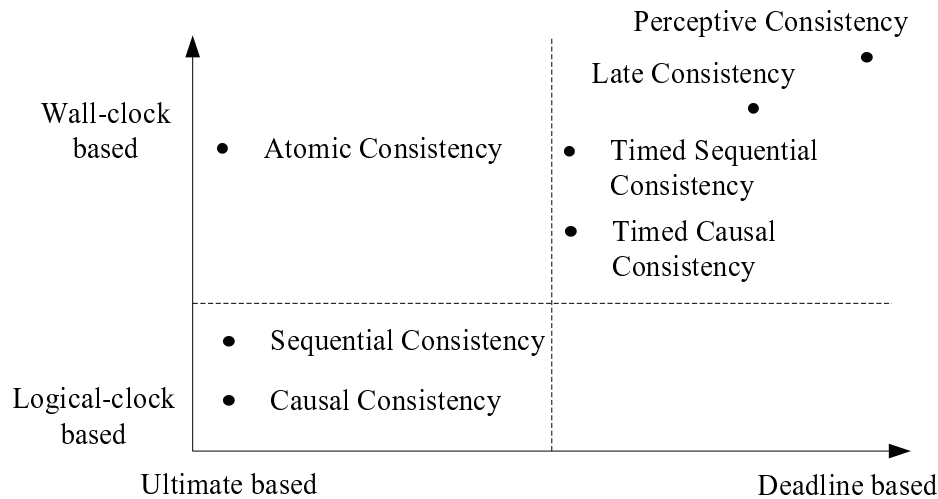 Perceptive Consistency
Late Consistency
Wall-clock
based
Atomic Consistency
Timed Sequential
Consistency
Timed Causal
Consistency
Sequential Consistency
Logical-clock
based
Causal Consistency
Ultimate based
Deadline based